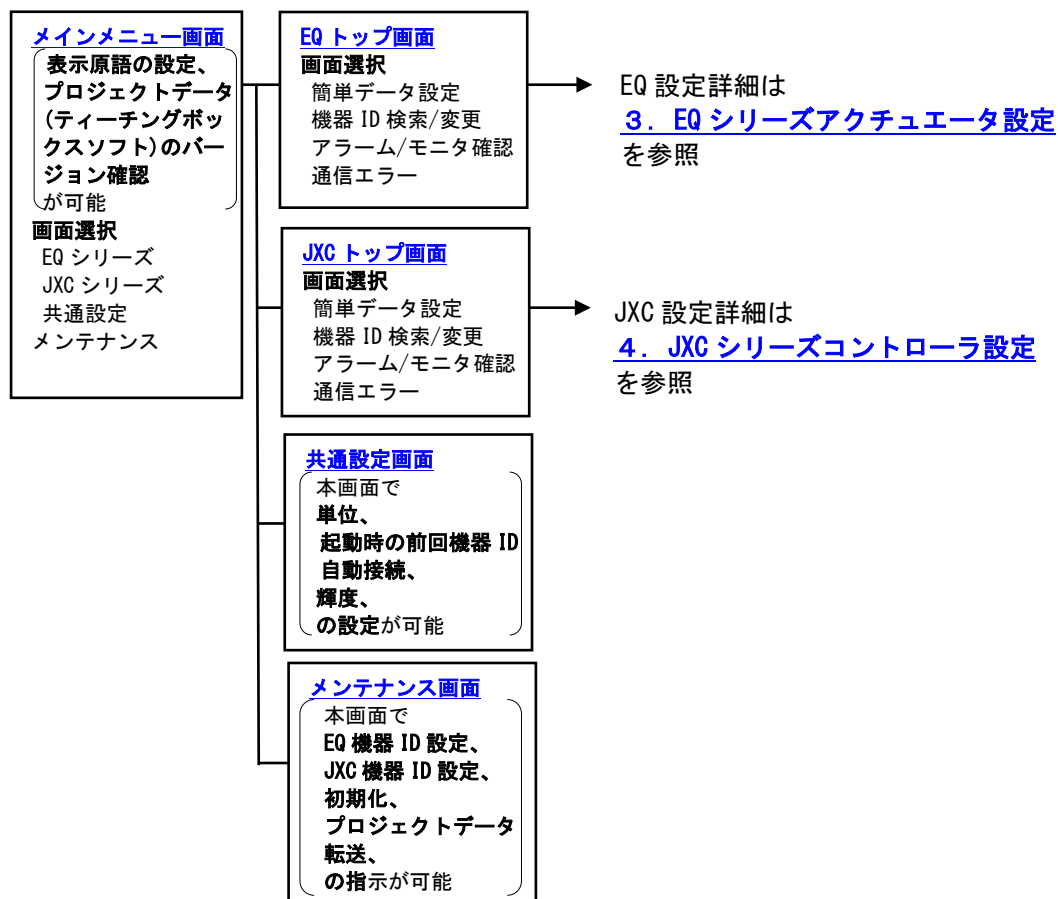 メインメニュー画面
表示原語の設定、
プロジェクトデータ
(ティーチングボッ
クスソフト)のバー
ジョン確認
が可能
画面選択
EQ シリーズ
JXC シリーズ
共通設定
メンテナンス
EQ トップ画面
画面選択
簡単データ設定
機器 ID 検索/変更
アラーム/モニタ確認
通信エラー
EQ 設定詳細は
３．EQ シリーズアクチュエータ設定
を参照
JXC トップ画面
画面選択
簡単データ設定
機器 ID 検索/変更
アラーム/モニタ確認
通信エラー
JXC 設定詳細は
４．JXC シリーズコントローラ設定
を参照
共通設定画面
本画面で
単位、
起動時の前回機器 ID
自動接続、
輝度、
の設定が可能
メンテナンス画面
本画面で
EQ 機器 ID 設定、
JXC 機器 ID 設定、
初期化、
プロジェクトデータ
転送、
の指示が可能